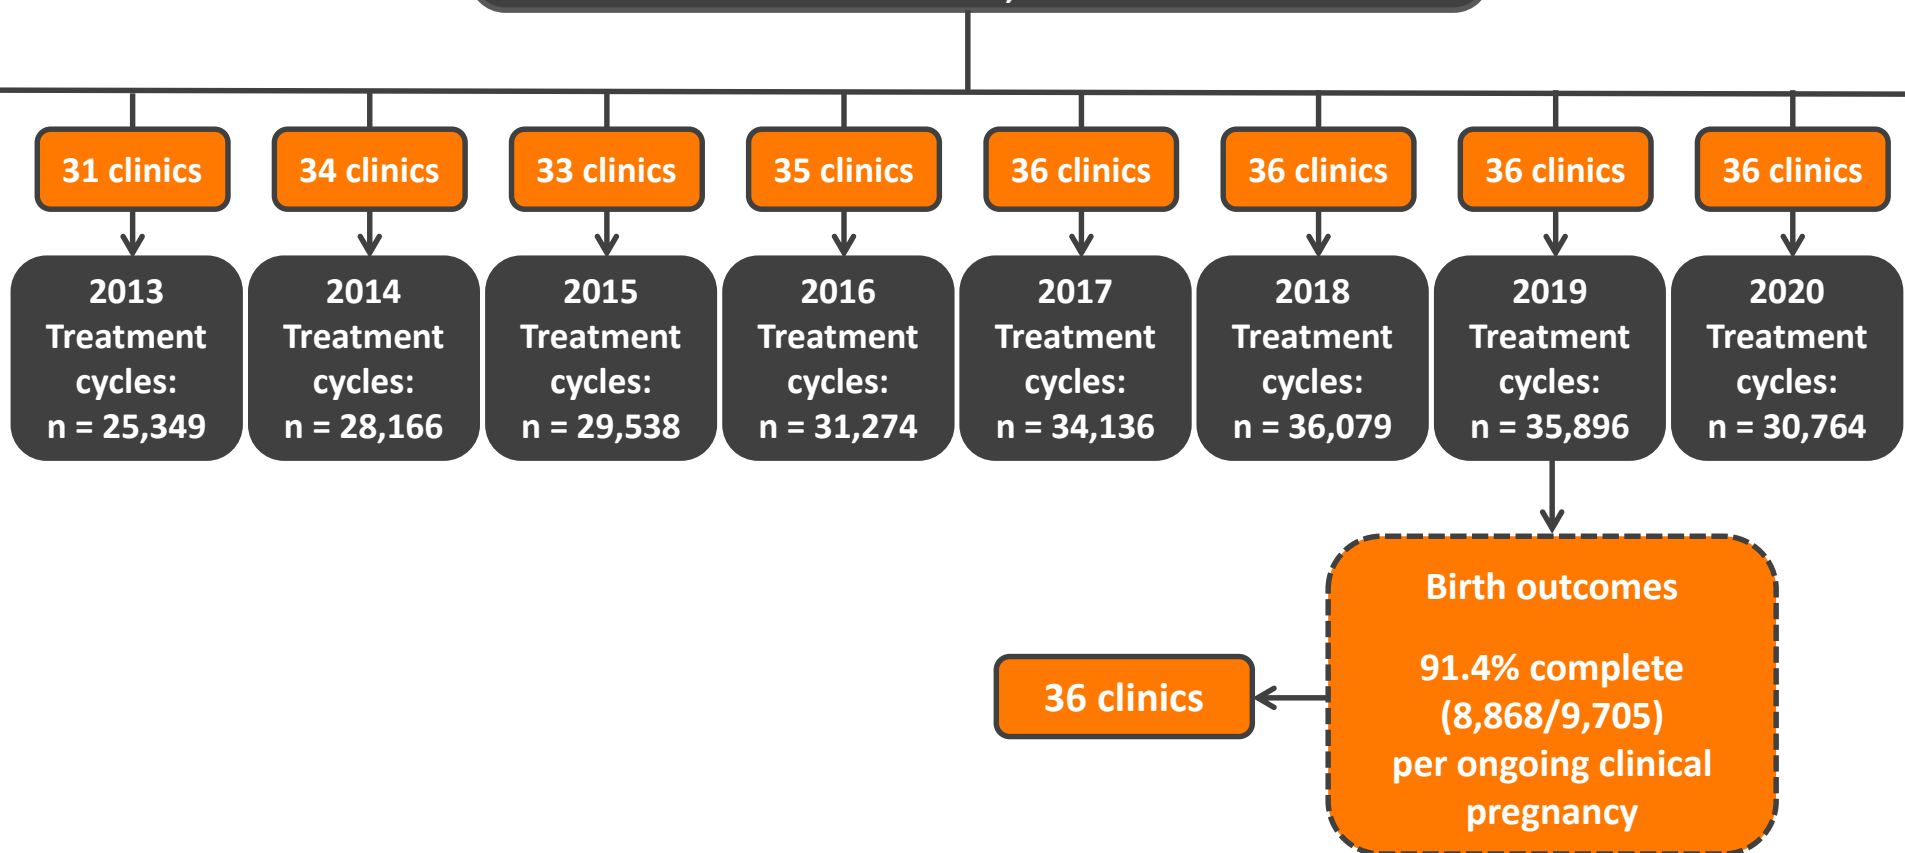 31 clinics
34 clinics
33 clinics
35 clinics
36 clinics
36 clinics
36 clinics
36 clinics
2013
Treatment
cycles:
n = 25,349
2014
Treatment
cycles:
n = 28,166
2015
Treatment
cycles:
n = 29,538
2016
Treatment
cycles:
n = 31,274
2017
Treatment
cycles:
n = 34,136
2018
Treatment
cycles:
n = 36,079
2019
Treatment
cycles:
n = 35,896
2020
Treatment
cycles:
n = 30,764
Birth outcomes
91.4% complete
(8,868/9,705)
per ongoing clinical
pregnancy
36 clinics